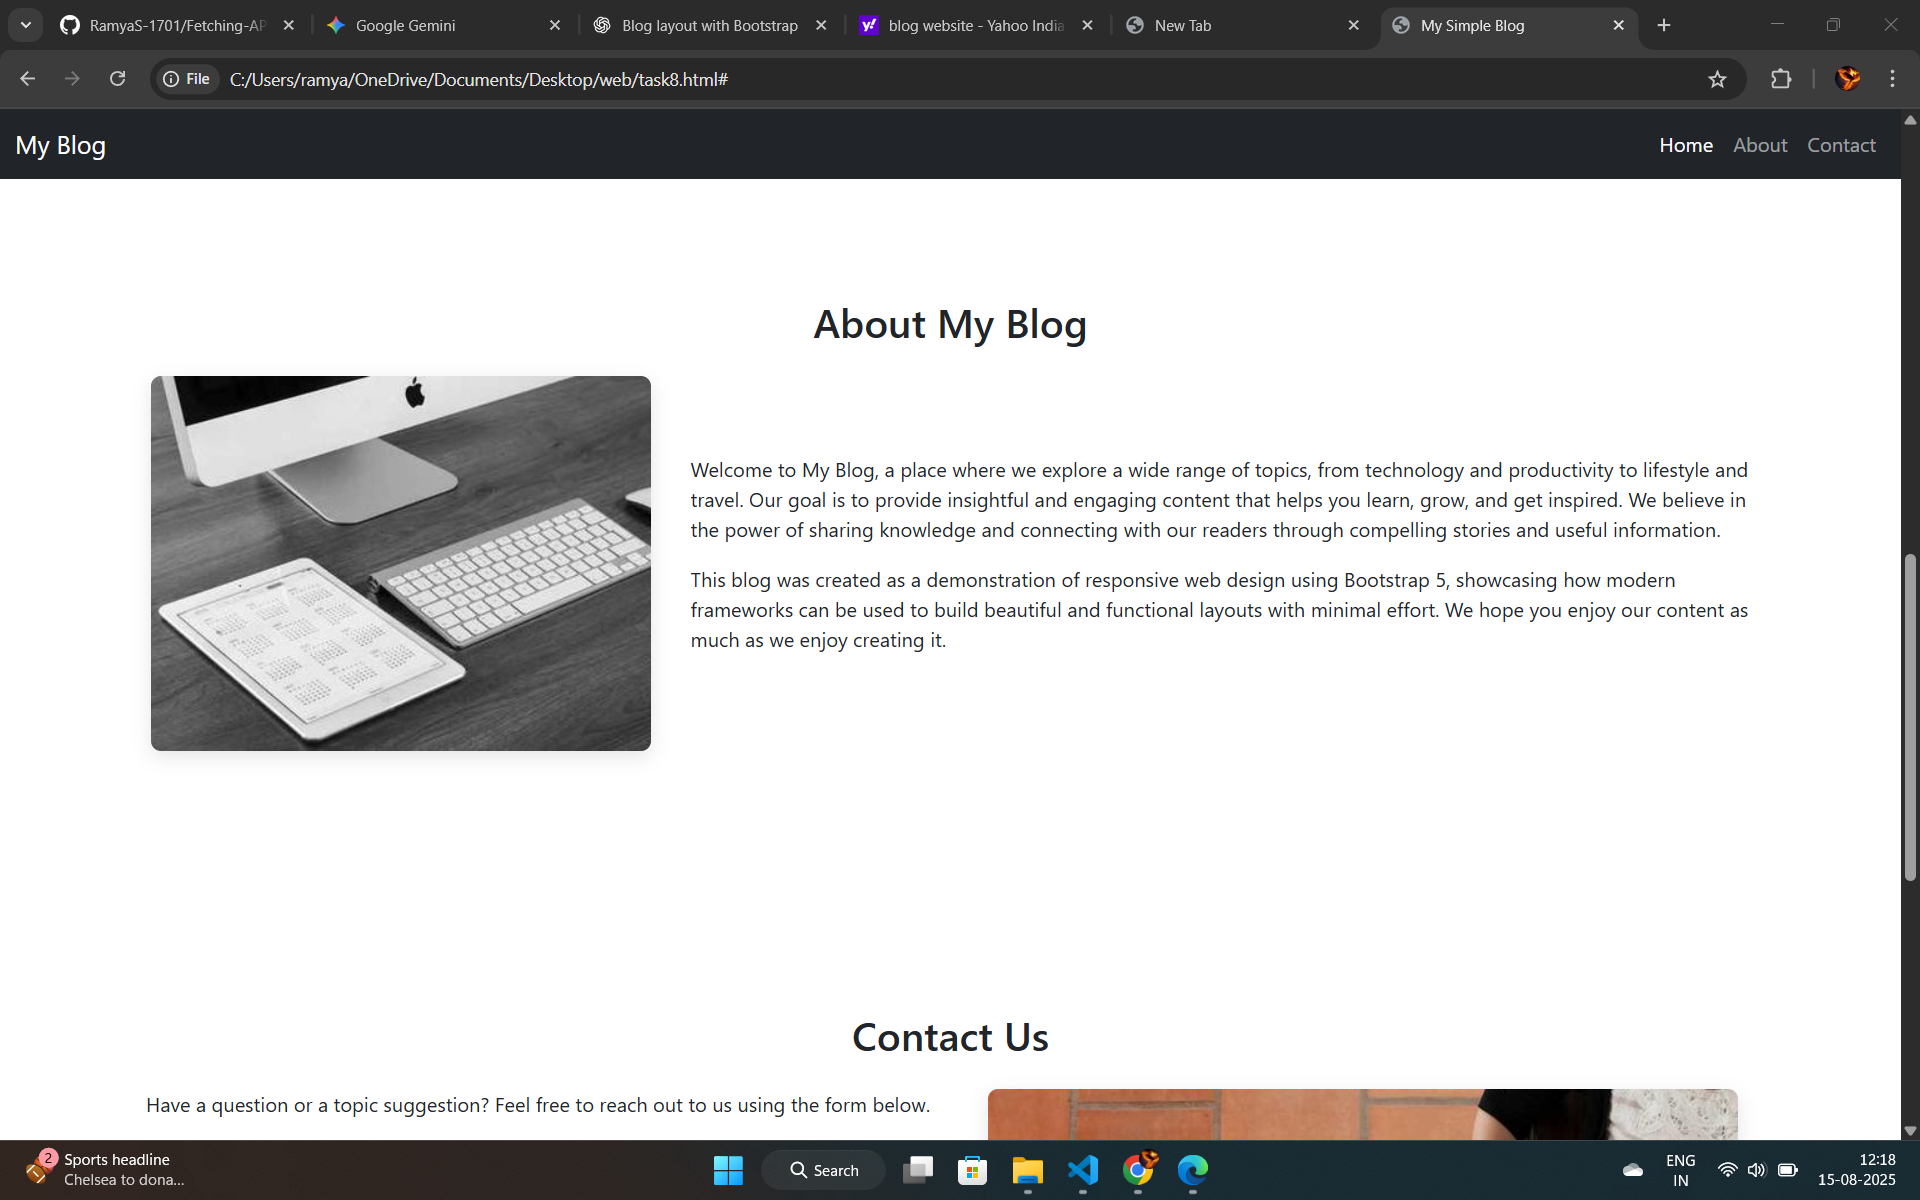 RamyaS-1701/Fetching-AP
Google Gemini
Blog layout with Bootstrap
blog website - Yahoo India
New Tab
My Simple Blog
File
C:/Users/ramya/OneDrive/Documents/Desktop/web/task8.html#
My Blog
Home
About
Contact
About My Blog
Welcome to My Blog, a place where we explore a wide range of topics, from technology and productivity to lifestyle and
travel. Our goal is to provide insightful and engaging content that helps you learn, grow, and get inspired. We believe in
the power of sharing knowledge and connecting with our readers through compelling stories and useful information.
This blog was created as a demonstration of responsive web design using Bootstrap 5, showcasing how modern
frameworks can be used to build beautiful and functional layouts with minimal effort. We hope you enjoy our content as
much as we enjoy creating it.
Contact Us
Have a question or a topic suggestion? Feel free to reach out to us using the form below.
2
Sports headline
Chelsea to dona...
Search
ENG
IN
12:18
15-08-2025